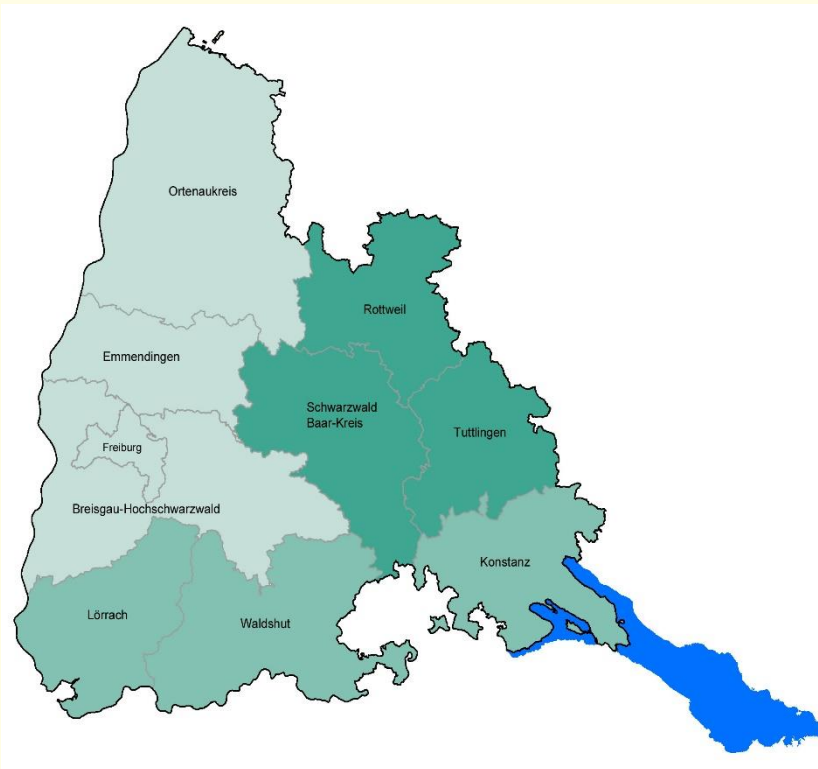 Ortenaukreis
Rottweil
Emmendingen
Schwarzwald
Baar-Kreis
Tuttlingen
Freiburg
Breisgau-Hochschwarzwald
Konstanz
Lörrach
Waldshut